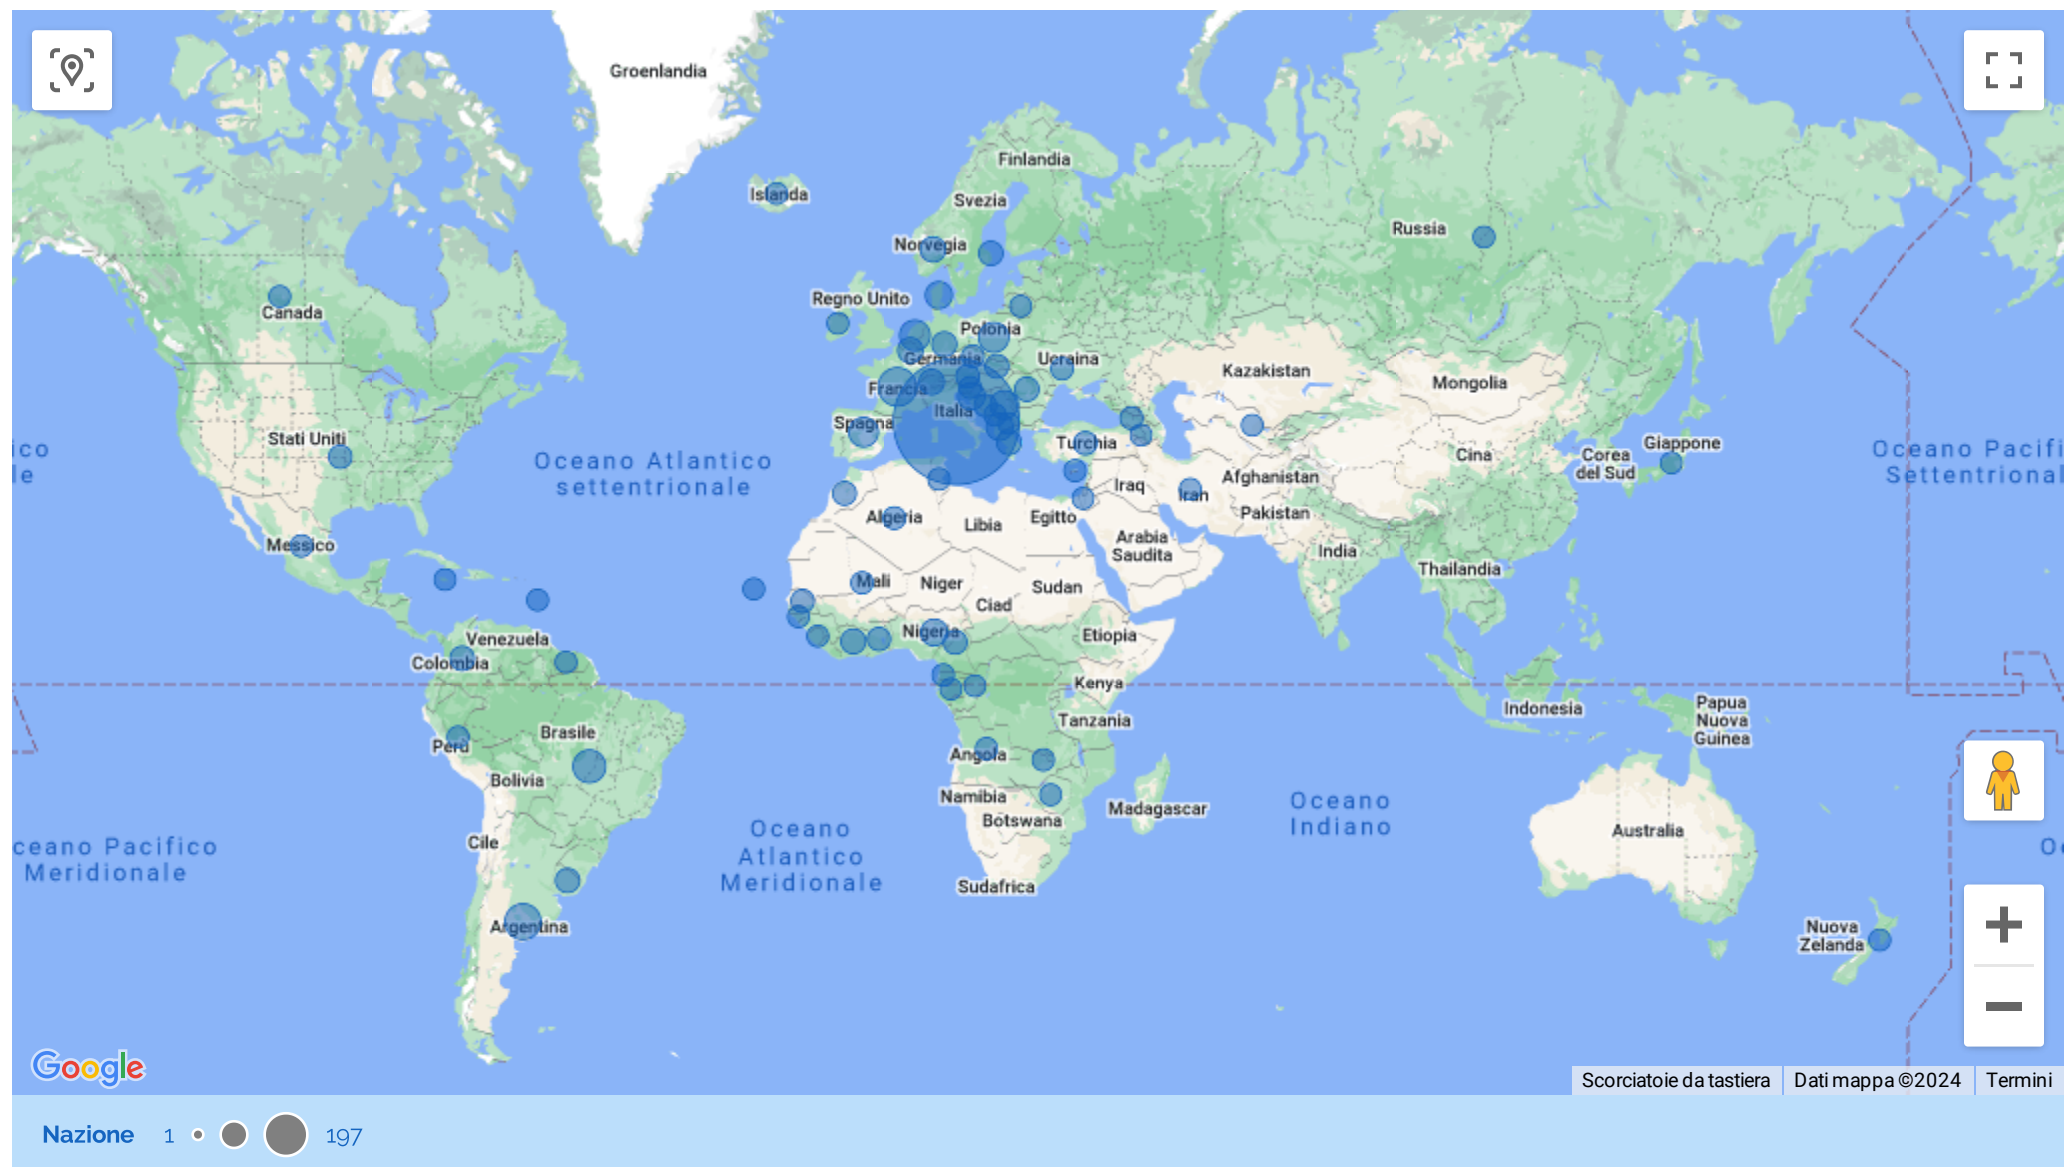 Groenlandia
Finlandia
Islanda
Svezia
Russia
Norvegia
Regno Unito
Canada
Polonia
Germania
Ucraina
Kazakistan
Mongolia
Francia
Italia
Spagna
Stati Uniti
Turchia
Giappone
ico
le
Oceano Atlantico
settentrionale
Cina
Corea
del Sud
Oceano Pacifi
Settentrional
Iraq
Iran
Afghanistan
Pakistan
Algeria
Libia
Egitto
Arabia
Saudita
Messico
India
Thailandia
Mali
Niger
Sudan
Ciad
Nigeria
Etiopia
Venezuela
Colombia
Kenya
Indonesia
Papua
Nuova
Guinea
Tanzania
Perù
Brasile
Angola
Bolivia
Namibia
Botswana
Madagascar
Oceano
Indiano
Australia
Cile
ceano Pacifico
Meridionale
Oceano
Atlantico
Meridionale
O
Sudafrica
Argentina
Nuova
Zelanda
Google
Scorciatoie da tastiera
Dati mappa ©2024
Termini
Nazione 1 197